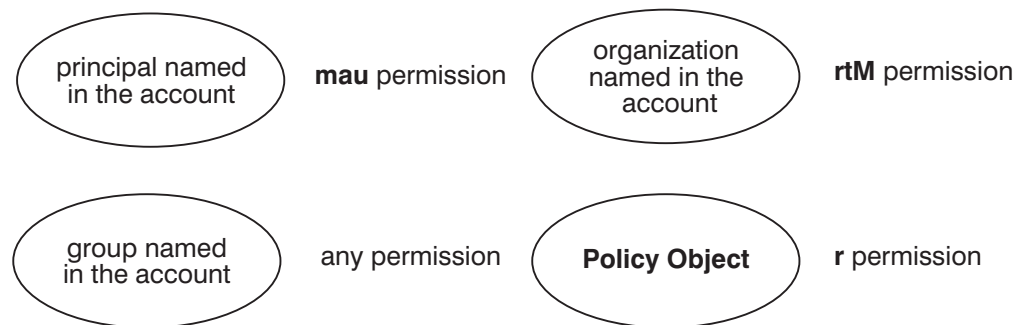 principal named
in the account
mau permission
organization
named in the
account
rtM permission
group named
in the account
any permission
Policy Object
r permission